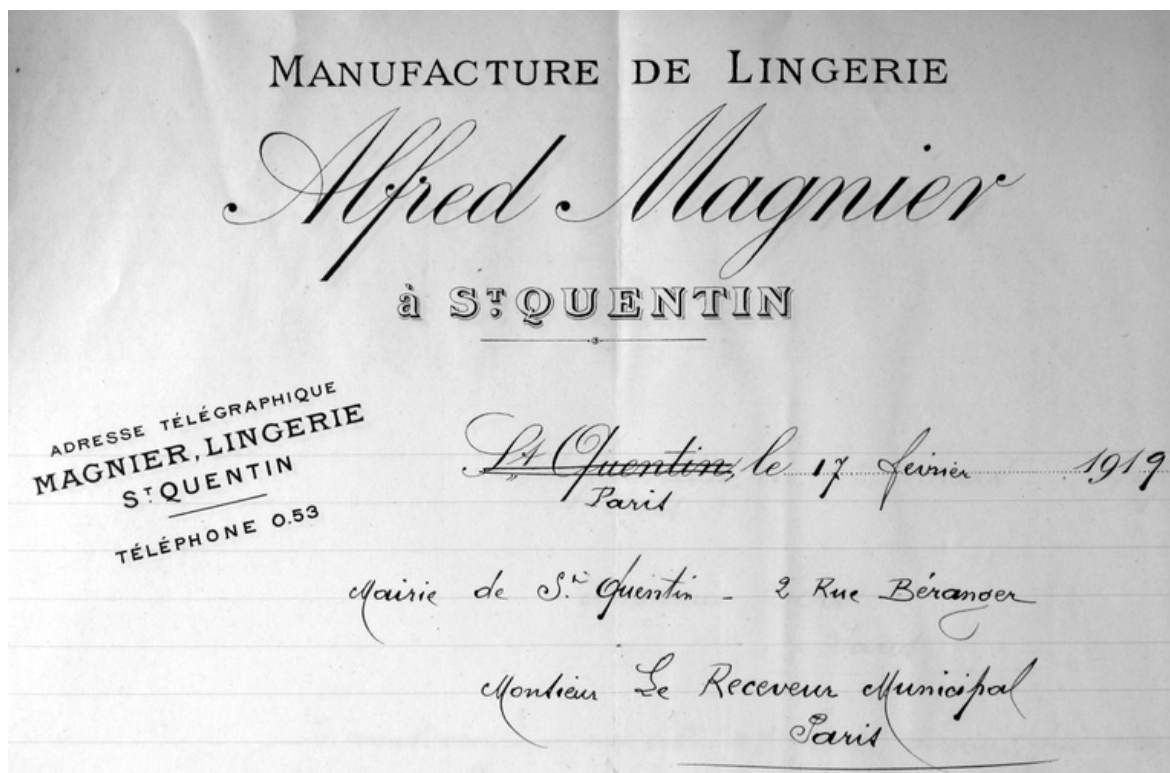 MANUFACTURE DE LINGERIE
Alfred Magnier
à ST QUENTIN
ADRESSE TÉLÉGRAPHIQUE
MAGNIER, LINGERIE
ST QUENTIN
TÉLÉPHONE 0.53
St Quentin, le 17 février 1919
Paris
Mairie de St Quentin - 2 Rue Béranger
Monsieur Le Receveur Municipal
Paris